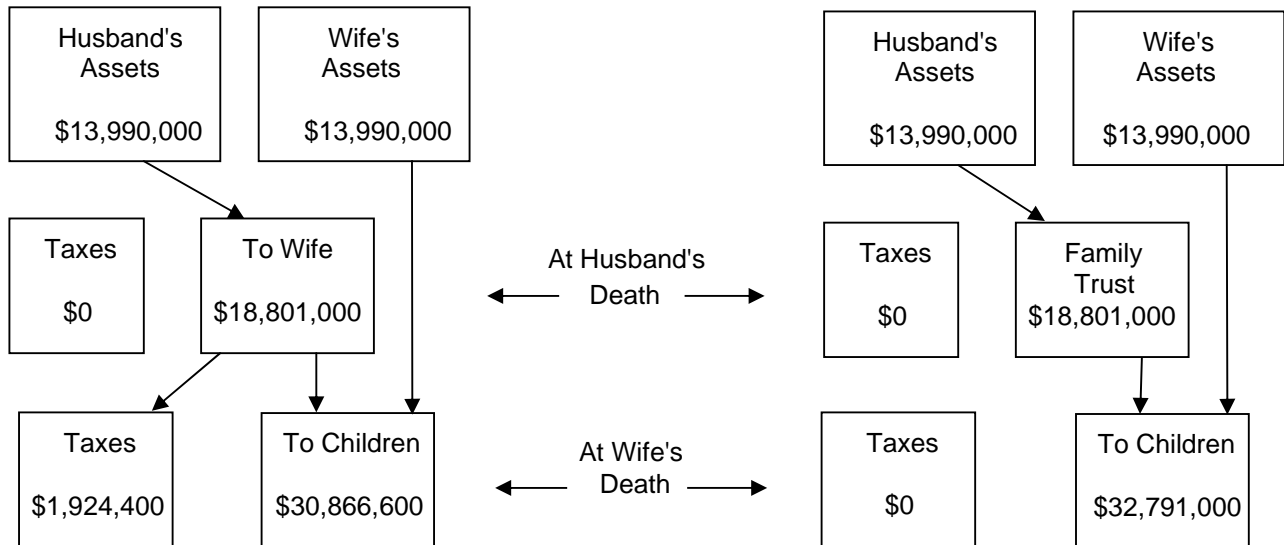 Husband's
Assets
$13,990,000
Wife's
Assets
$13,990,000
Taxes
$0
To Wife
$18,801,000
Taxes
$1,924,400
To Children
$30,866,600
At Husband's
Death
At Wife's
Death
Husband's
Assets
$13,990,000
Wife's
Assets
$13,990,000
Taxes
$0
Family
Trust
$18,801,000
Taxes
$0
To Children
$32,791,000